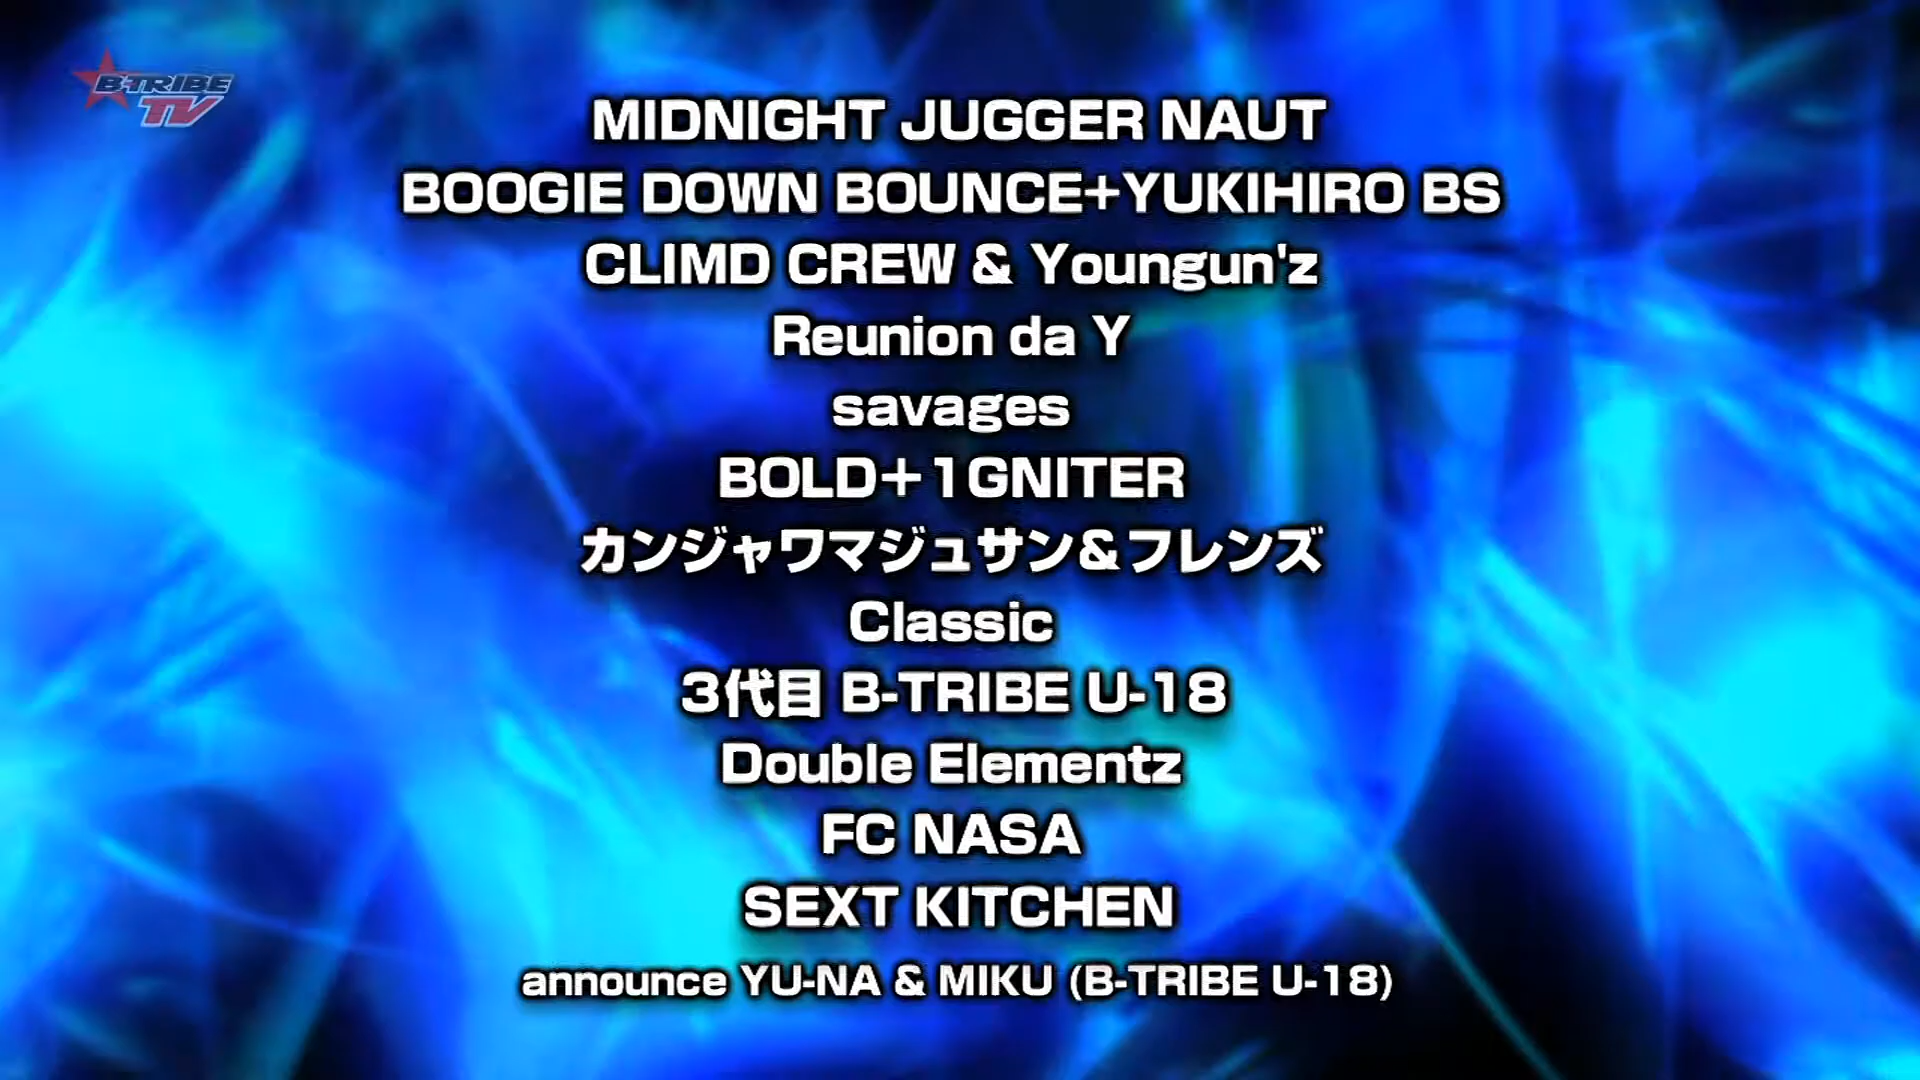 B-TRIBE
TV
MIDNIGHT JUGGER NAUT
BOOGIE DOWN BOUNCE+YUKIHIRO BS
CLIMD CREW & Youngun'z
Reunion da Y
savages
BOLD+1GNITER
カンジャワマジュサン&フレンズ
Classic
3代目 B-TRIBE U-18
Double Elementz
FC NASA
SEXT KITCHEN
announce YU-NA & MIKU (B-TRIBE U-18)